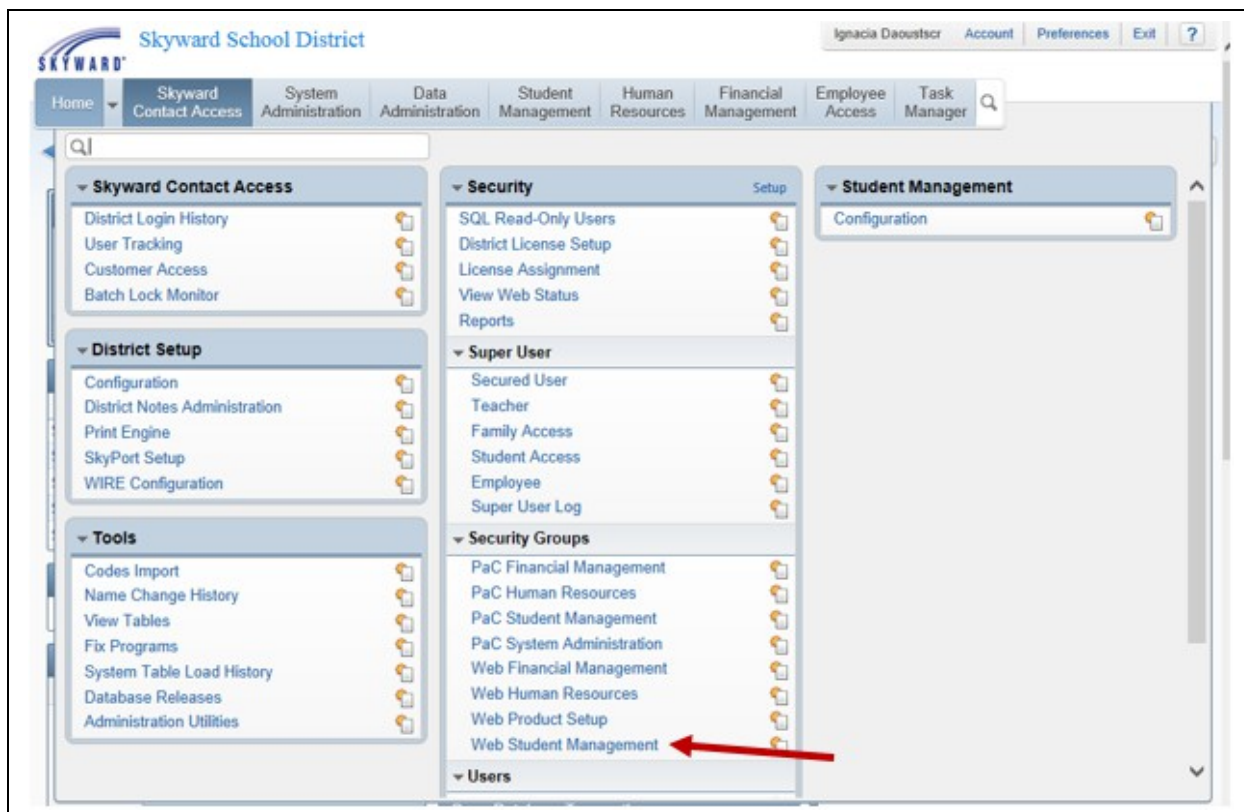 SKYWARD
Skyward School District
Ignacia Daoustscr Account Preferences Exit ?
Home Skyward Contact Access System Administration Data Administration Student Management Human Resources Financial Management Employee Access Task Manager
Skyward Contact Access
District Login History
User Tracking
Customer Access
Batch Lock Monitor
District Setup
Configuration
District Notes Administration
Print Engine
SkyPort Setup
WIRE Configuration
Tools
Codes Import
Name Change History
View Tables
Fix Programs
System Table Load History
Database Releases
Administration Utilities
Security Setup
SQL Read-Only Users
District License Setup
License Assignment
View Web Status
Reports
Super User
Secured User
Teacher
Family Access
Student Access
Employee
Super User Log
Security Groups
PaC Financial Management
PaC Human Resources
PaC Student Management
PaC System Administration
Web Financial Management
Web Human Resources
Web Product Setup
Web Student Management
Users
Student Management
Configuration